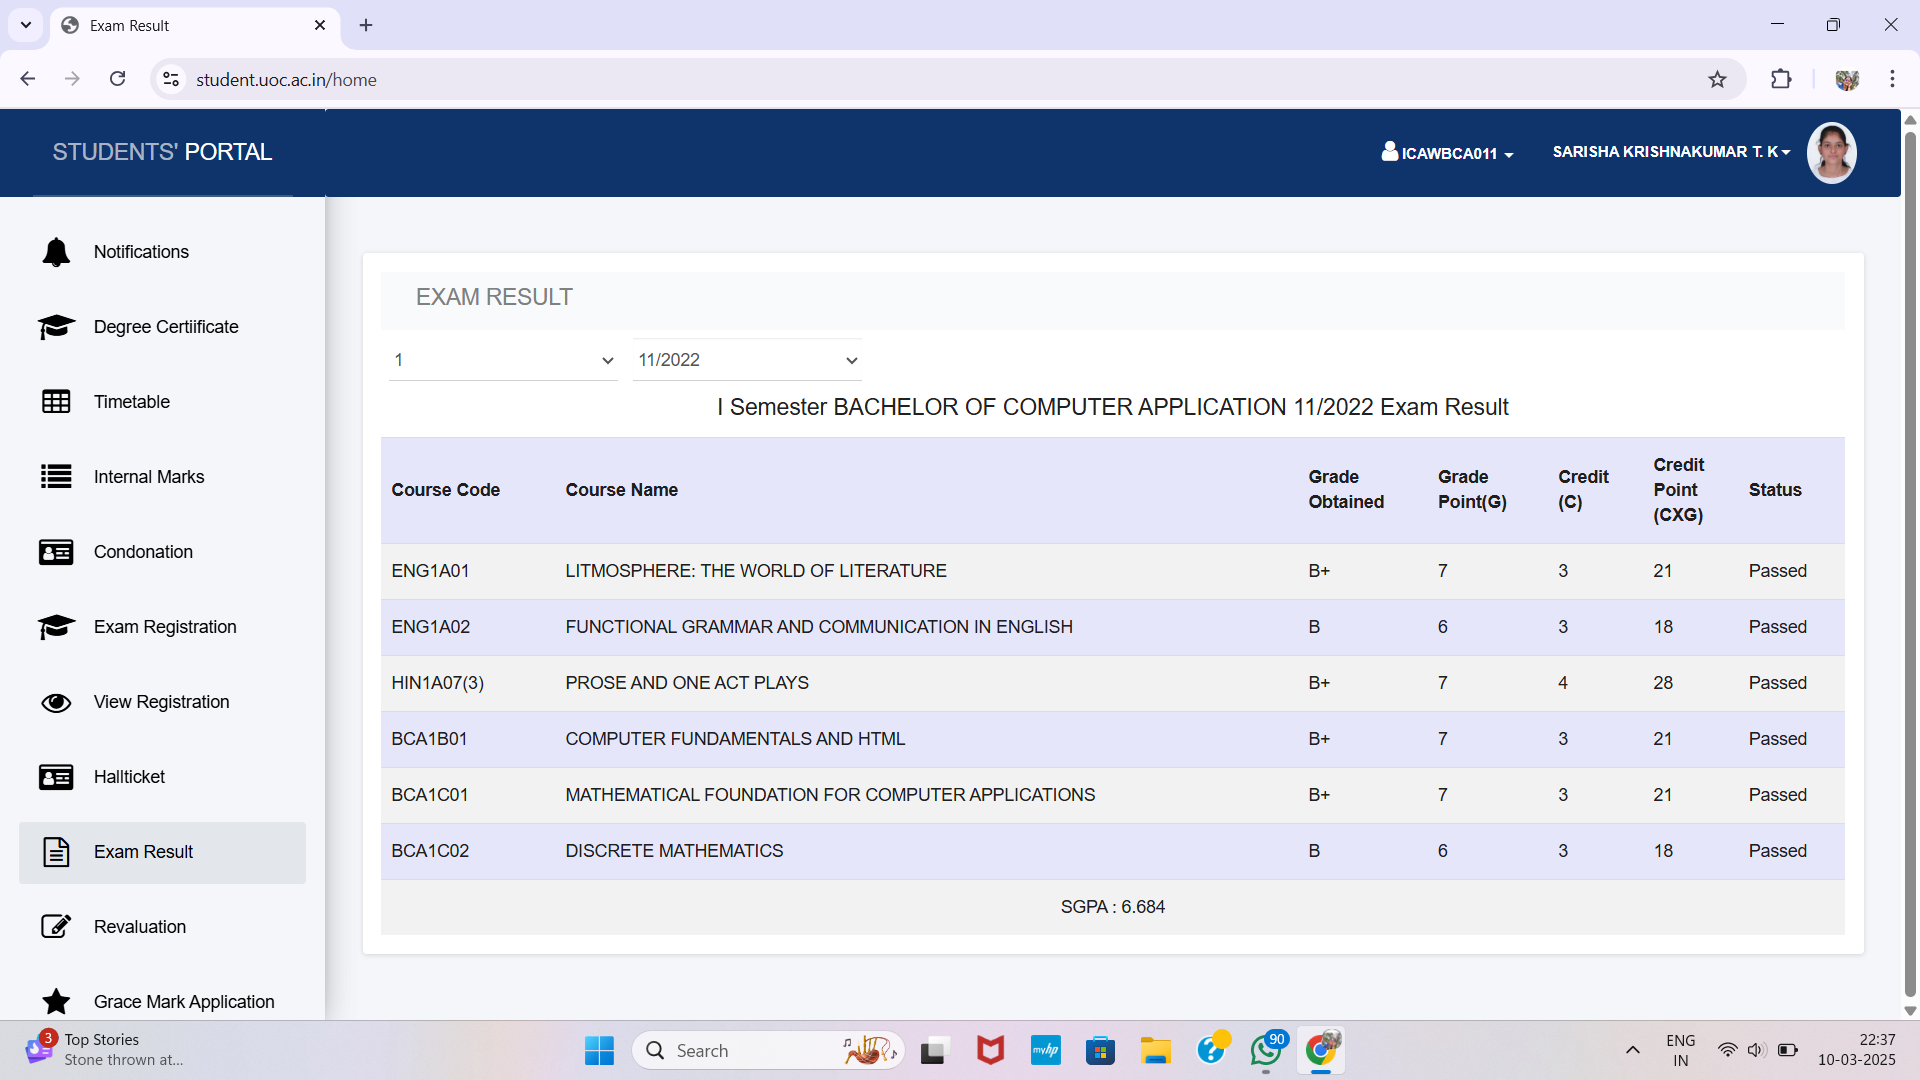 Exam Result
student.uoc.ac.in/home
STUDENTS' PORTAL
ICAWBCA011
SARISHA KRISHNAKUMAR T. K
Notifications
Degree Certiificate
Timetable
Internal Marks
Condonation
Exam Registration
View Registration
Hallticket
Exam Result
Revaluation
Grace Mark Application
EXAM RESULT
1 11/2022
I Semester BACHELOR OF COMPUTER APPLICATION 11/2022 Exam Result
Course Code Course Name Grade Obtained Grade Point(G) Credit (C) Credit Point (CXG) Status
ENG1A01 LITMOSPHERE: THE WORLD OF LITERATURE B+ 7 3 21 Passed
ENG1A02 FUNCTIONAL GRAMMAR AND COMMUNICATION IN ENGLISH B 6 3 18 Passed
HIN1A07(3) PROSE AND ONE ACT PLAYS B+ 7 4 28 Passed
BCA1B01 COMPUTER FUNDAMENTALS AND HTML B+ 7 3 21 Passed
BCA1C01 MATHEMATICAL FOUNDATION FOR COMPUTER APPLICATIONS B+ 7 3 21 Passed
BCA1C02 DISCRETE MATHEMATICS B 6 3 18 Passed
SGPA : 6.684
3
Top Stories
Stone thrown at...
Search
myhp
90
ENG
IN
22:37
10-03-2025